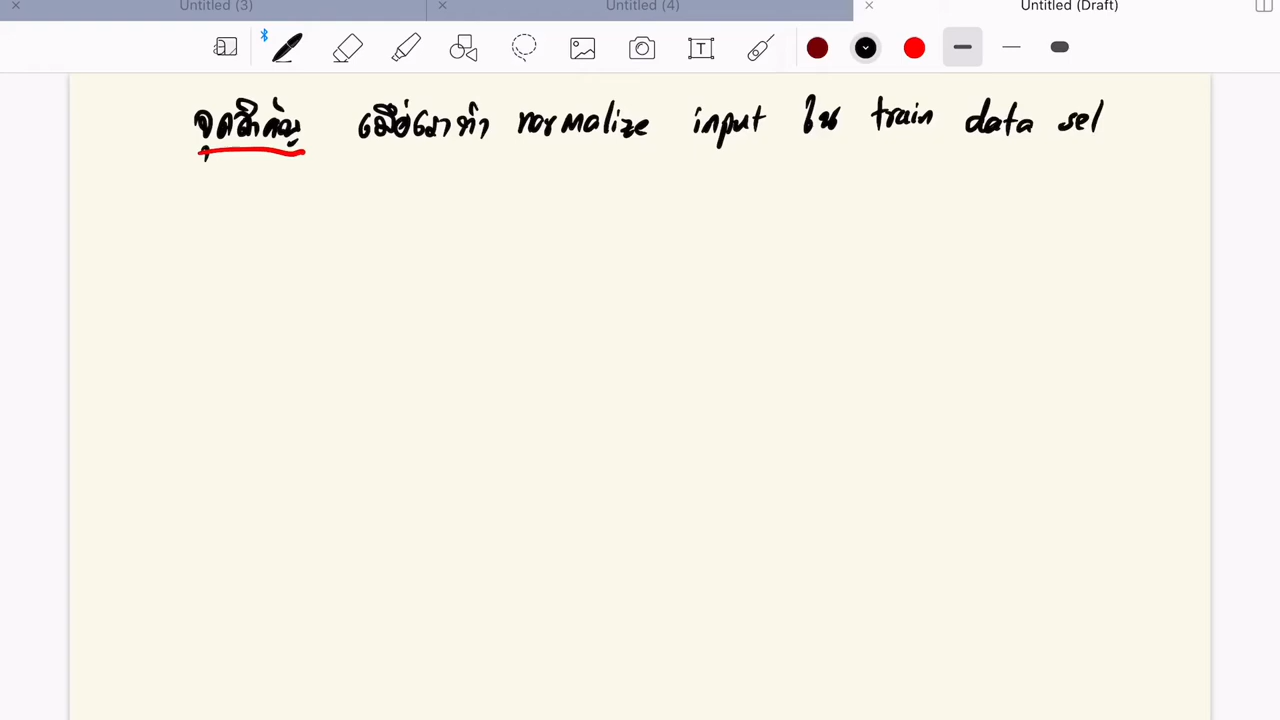 Untitled (3) Untitled (4) Untitled (Draft)
จุดสำคัญ เมื่อเราทำ normalize input ใน train data set